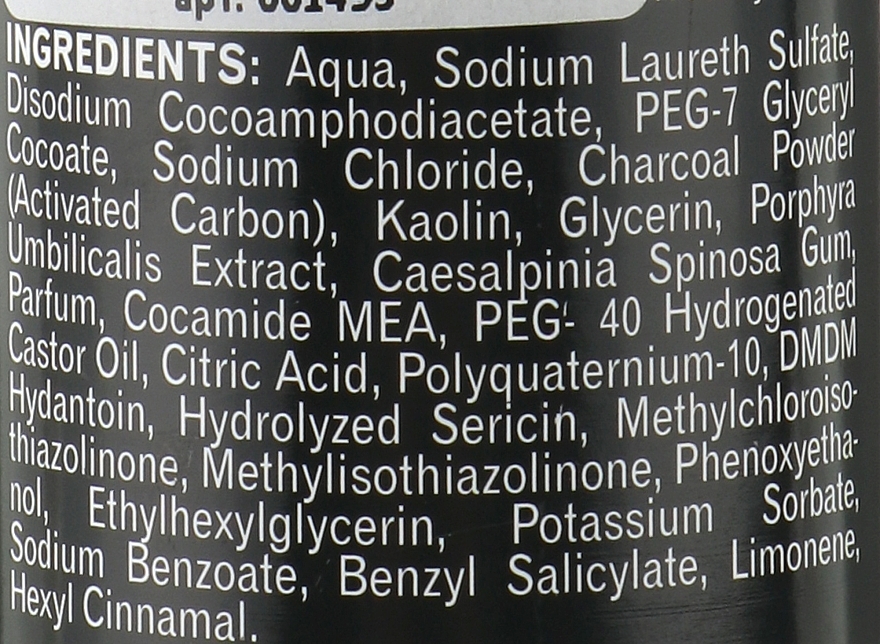 арт. 001495
INGREDIENTS: Aqua, Sodium Laureth Sulfate,
Disodium Cocoamphodiacetate, PEG-7 Glyceryl
Cocoate, Sodium Chloride, Charcoal Powder
(Activated Carbon), Kaolin, Glycerin, Porphyra
Umbilicalis Extract, Caesalpinia Spinosa Gum,
Parfum, Cocamide MEA, PEG- 40 Hydrogenated
Castor Oil, Citric Acid, Polyquaternium-10, DMDM
Hydantoin, Hydrolyzed Sericin, Methylchloroiso-
thiazolinone, Methylisothiazolinone, Phenoxyetha-
nol, Ethylhexylglycerin, Potassium Sorbate,
Sodium Benzoate, Benzyl Salicylate, Limonene,
Hexyl Cinnamal.